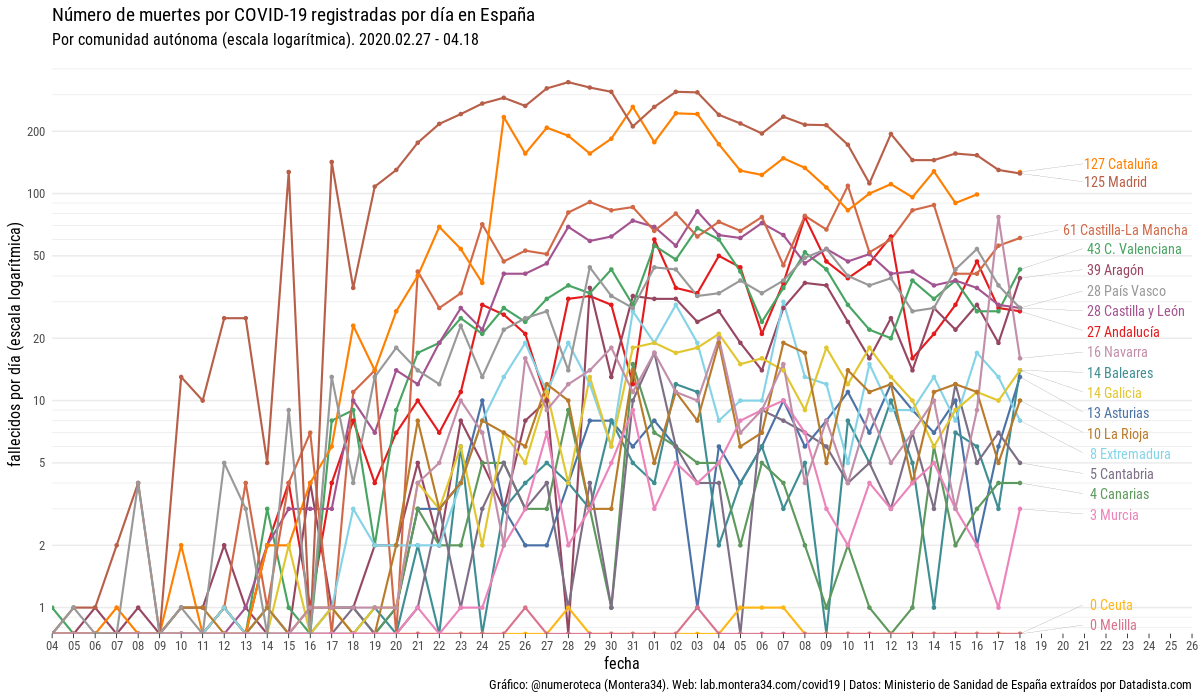 Número de muertes por COVID-19 registradas por día en España
Por comunidad autónoma (escala logarítmica). 2020.02.27 - 04.18
fallecidos por día (escala logarítmica)
200
100
50
20
10
5
2
1
127 Cataluña
125 Madrid
61 Castilla-La Mancha
43 C. Valenciana
39 Aragón
28 País Vasco
28 Castilla y León
27 Andalucía
16 Navarra
14 Baleares
14 Galicia
13 Asturias
10 La Rioja
8 Extremadura
5 Cantabria
4 Canarias
3 Murcia
0 Ceuta
0 Melilla
04 05 06 07 08 09 10 11 12 13 14 15 16 17 18 19 20 21 22 23 24 25 26 27 28 29 30 31 01 02 03 04 05 06 07 08 09 10 11 12 13 14 15 16 17 18 19 20 21 22 23 24 25 26
fecha
Gráfico: @numeroteca (Montera34). Web: lab.montera34.com/covid19 | Datos: Ministerio de Sanidad de España extraídos por Datadista.com